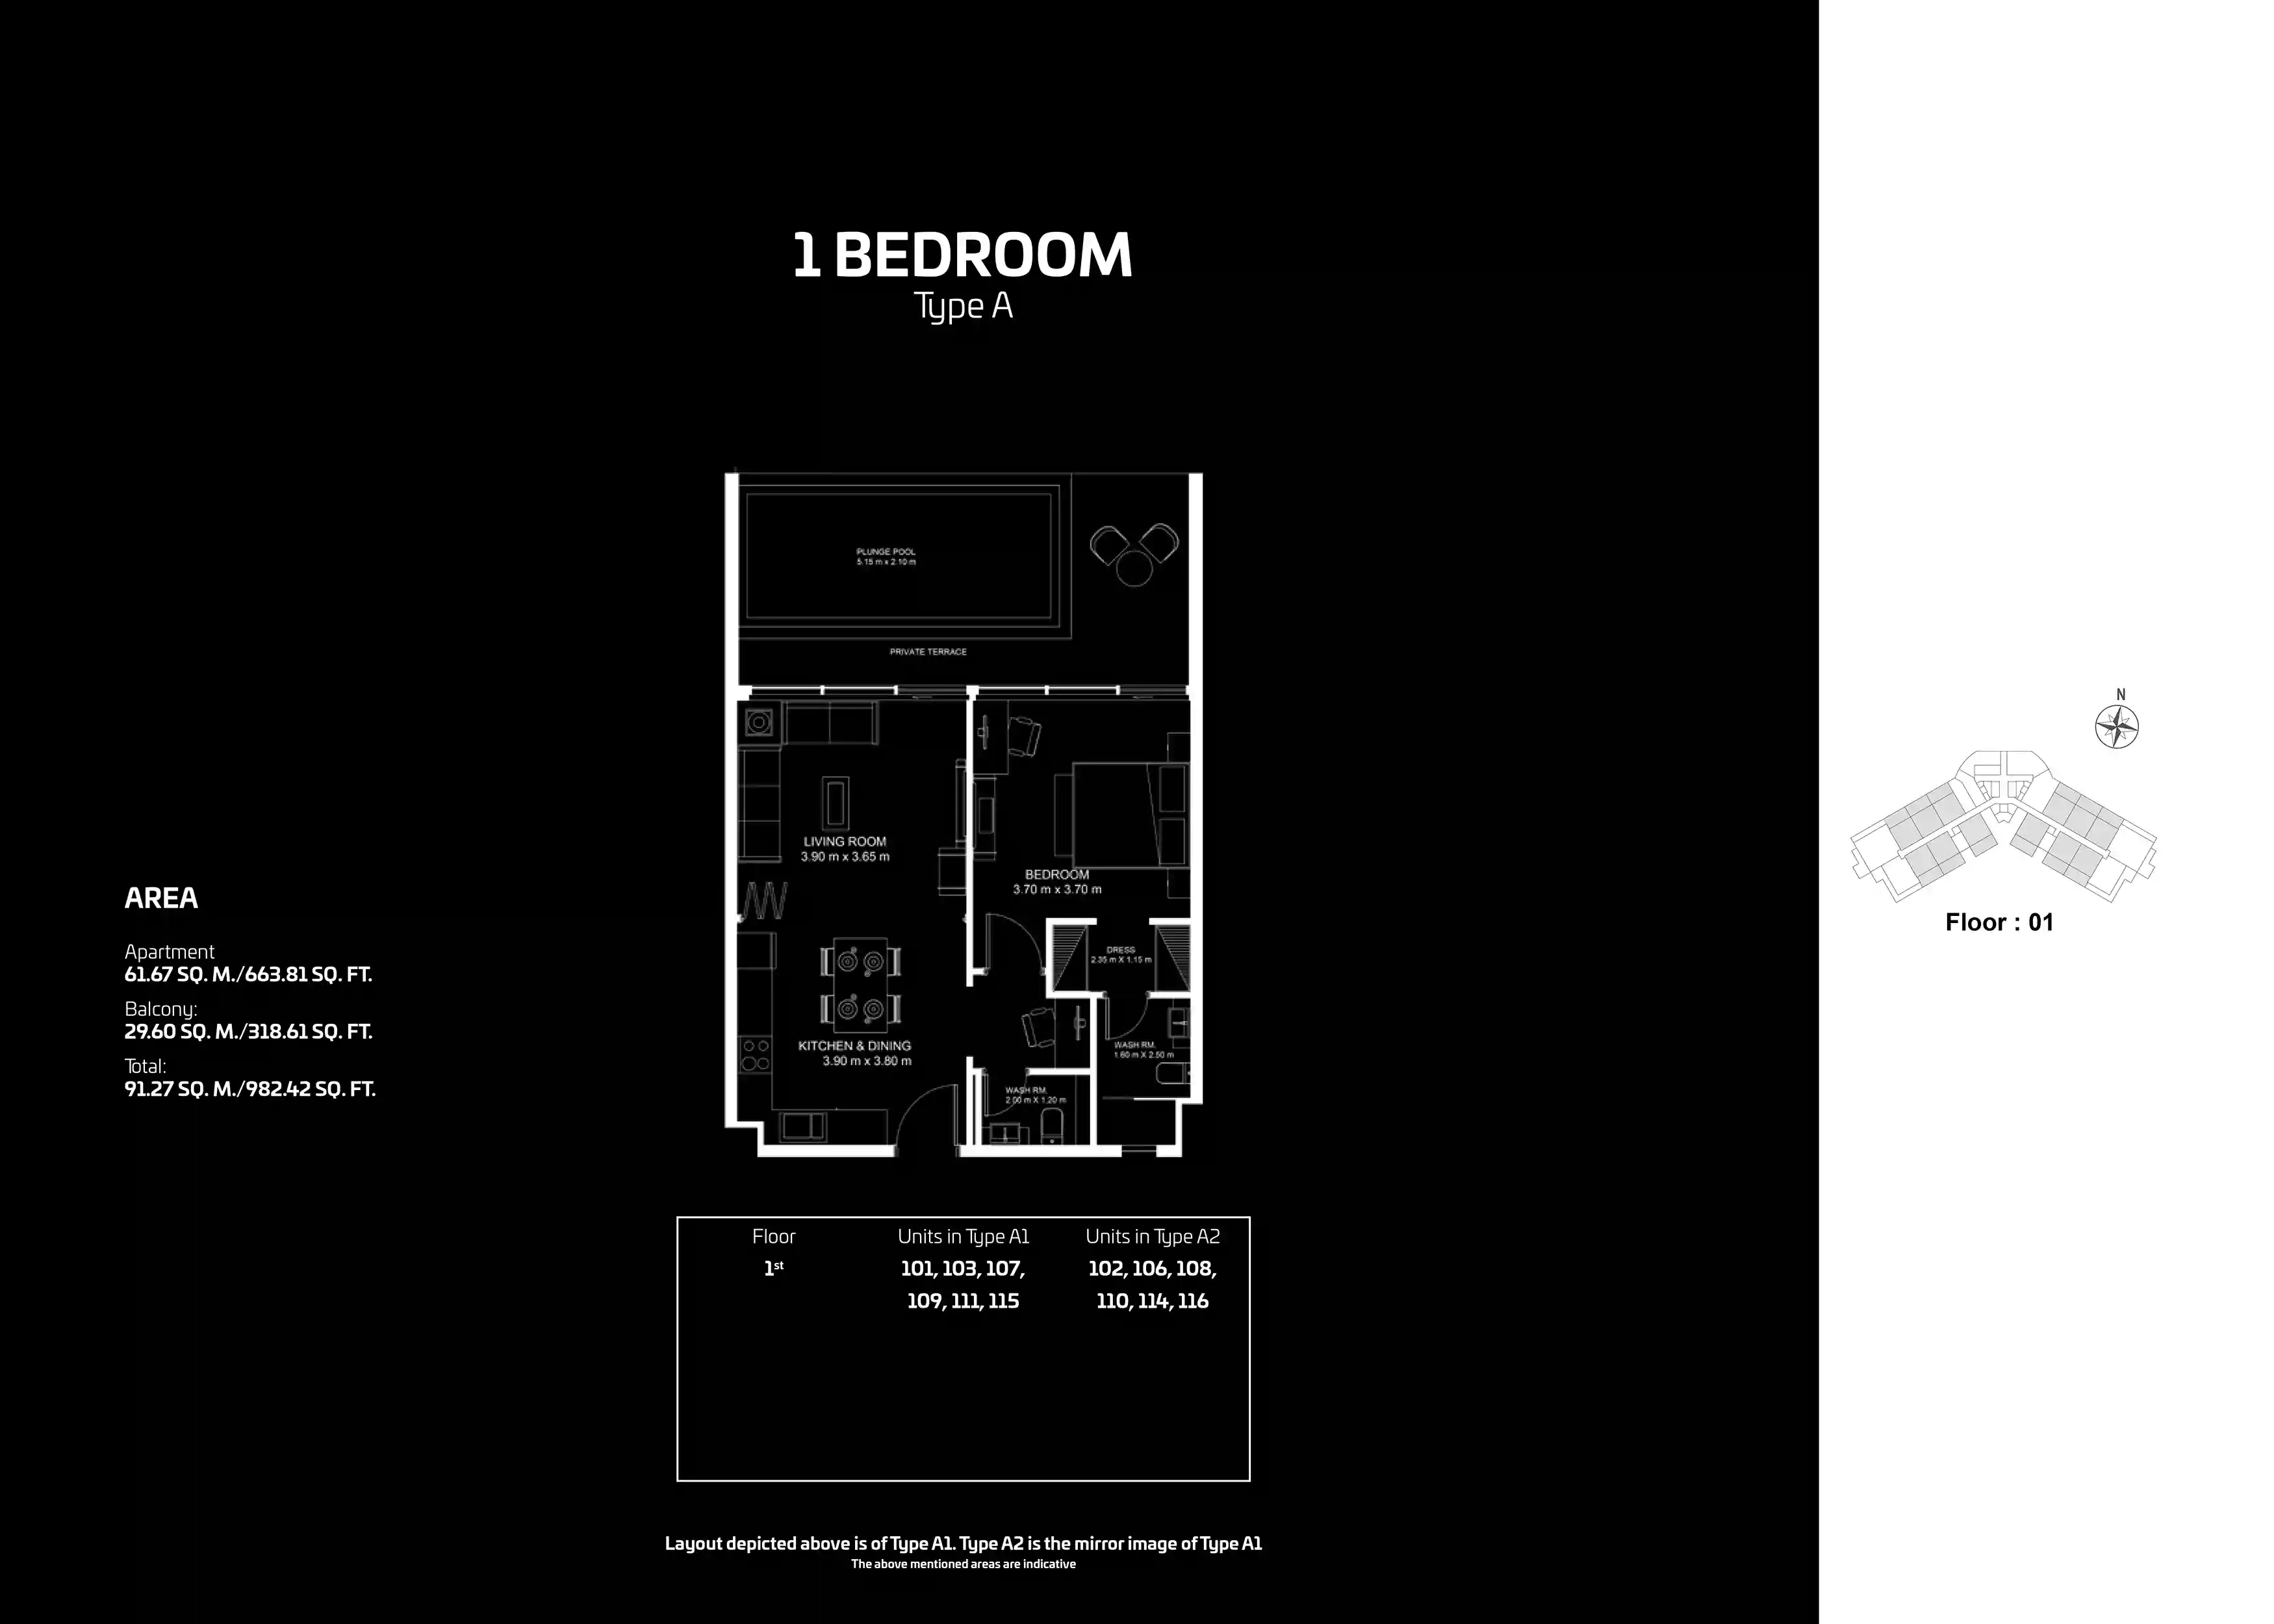 1 BEDROOM
Type A
PLUNGE POOL
5.15 m x 2.10 m
PRIVATE TERRACE
LIVING ROOM
3.90 m x 3.65 m
BEDROOM
3.70 m x 3.70 m
DRESS
2.35 m X 1.15 m
KITCHEN & DINING
3.90 m x 3.80 m
WASH RM.
1.60 m X 2.50 m
WASH RM.
2.00 m X 1.20 m
AREA
Apartment
61.67 SQ. M./663.81 SQ. FT.
Balcony:
29.60 SQ. M./318.61 SQ. FT.
Total:
91.27 SQ. M./982.42 SQ. FT.
N
Floor : 01
Floor Units in Type A1 Units in Type A2
1st 101, 103, 107, 102, 106, 108,
109, 111, 115 110, 114, 116
Layout depicted above is of Type A1. Type A2 is the mirror image of Type A1
The above mentioned areas are indicative